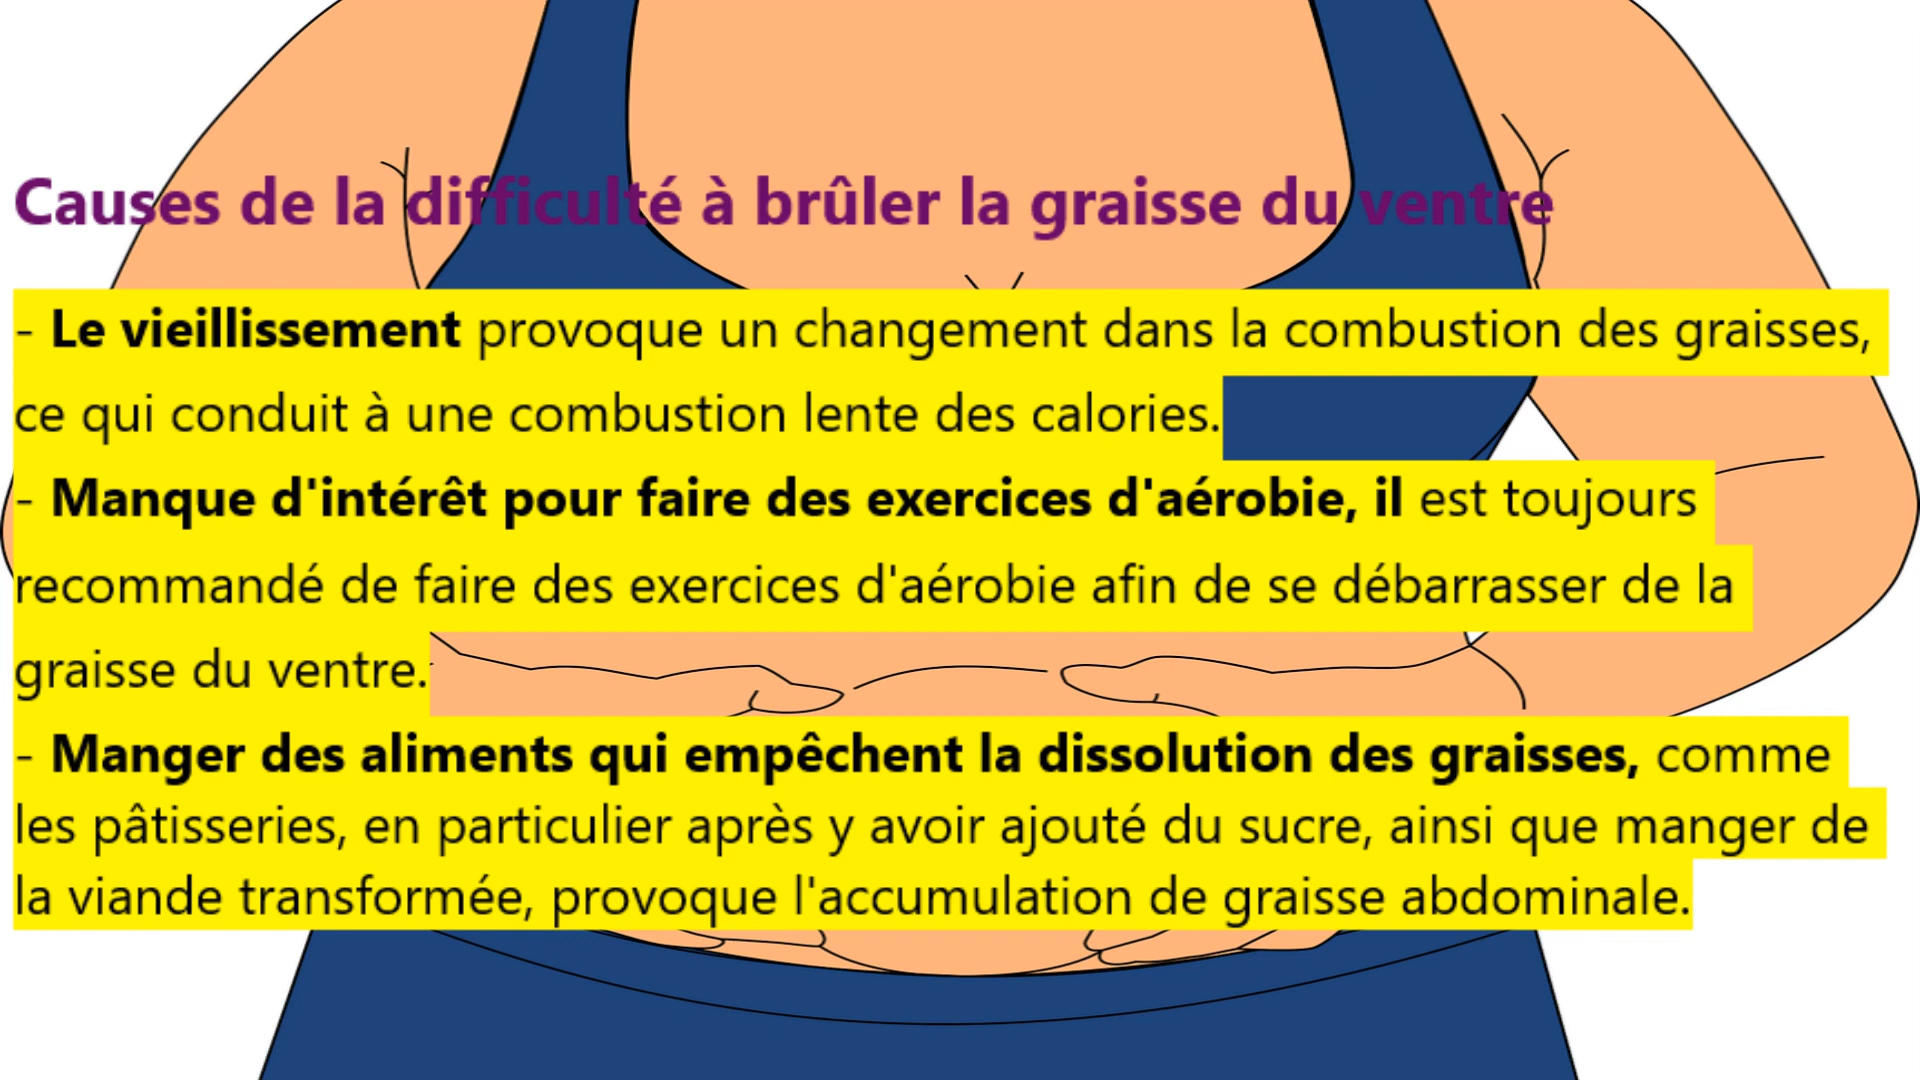 Causes de la difficulté à brûler la graisse du ventre
- Le vieillissement provoque un changement dans la combustion des graisses,
ce qui conduit à une combustion lente des calories.
- Manque d'intérêt pour faire des exercices d'aérobie, il est toujours
recommandé de faire des exercices d'aérobie afin de se débarrasser de la
graisse du ventre.
- Manger des aliments qui empêchent la dissolution des graisses, comme
les pâtisseries, en particulier après y avoir ajouté du sucre, ainsi que manger de
la viande transformée, provoque l'accumulation de graisse abdominale.